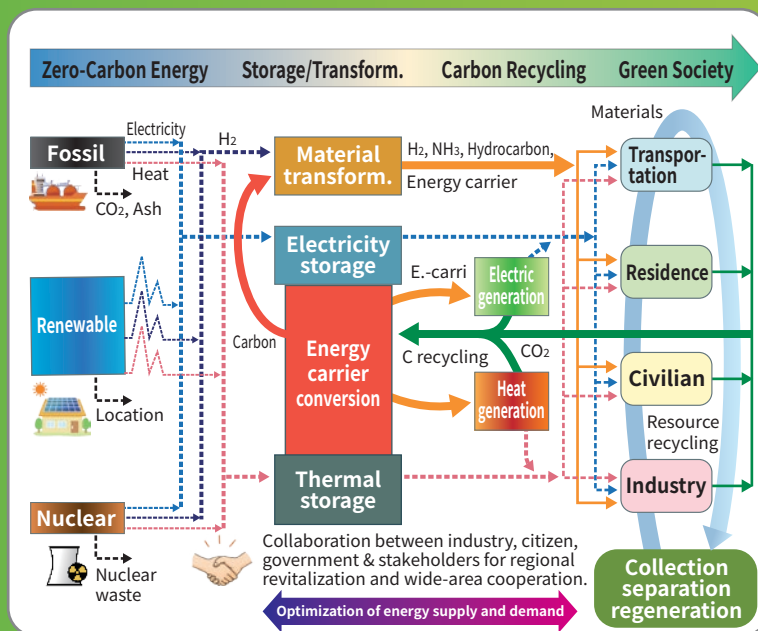 Zero-Carbon Energy
Storage/Transform.
Carbon Recycling
Green Society
Materials
Electricity
H₂
Fossil
Heat
CO₂, Ash
Material
transform.
H₂, NH₃, Hydrocarbon,
Energy carrier
Transpor-
tation
Electricity
storage
E.-carri
Electric
generation
Residence
Renewable
Carbon
Energy
carrier
conversion
C recycling
CO₂
Heat
generation
Civilian
Location
Resource
recycling
Thermal
storage
Industry
Nuclear
Nuclear
waste
Collaboration between industry, citizen,
government & stakeholders for regional
revitalization and wide-area cooperation.
Optimization of energy supply and demand
Collection
separation
regeneration